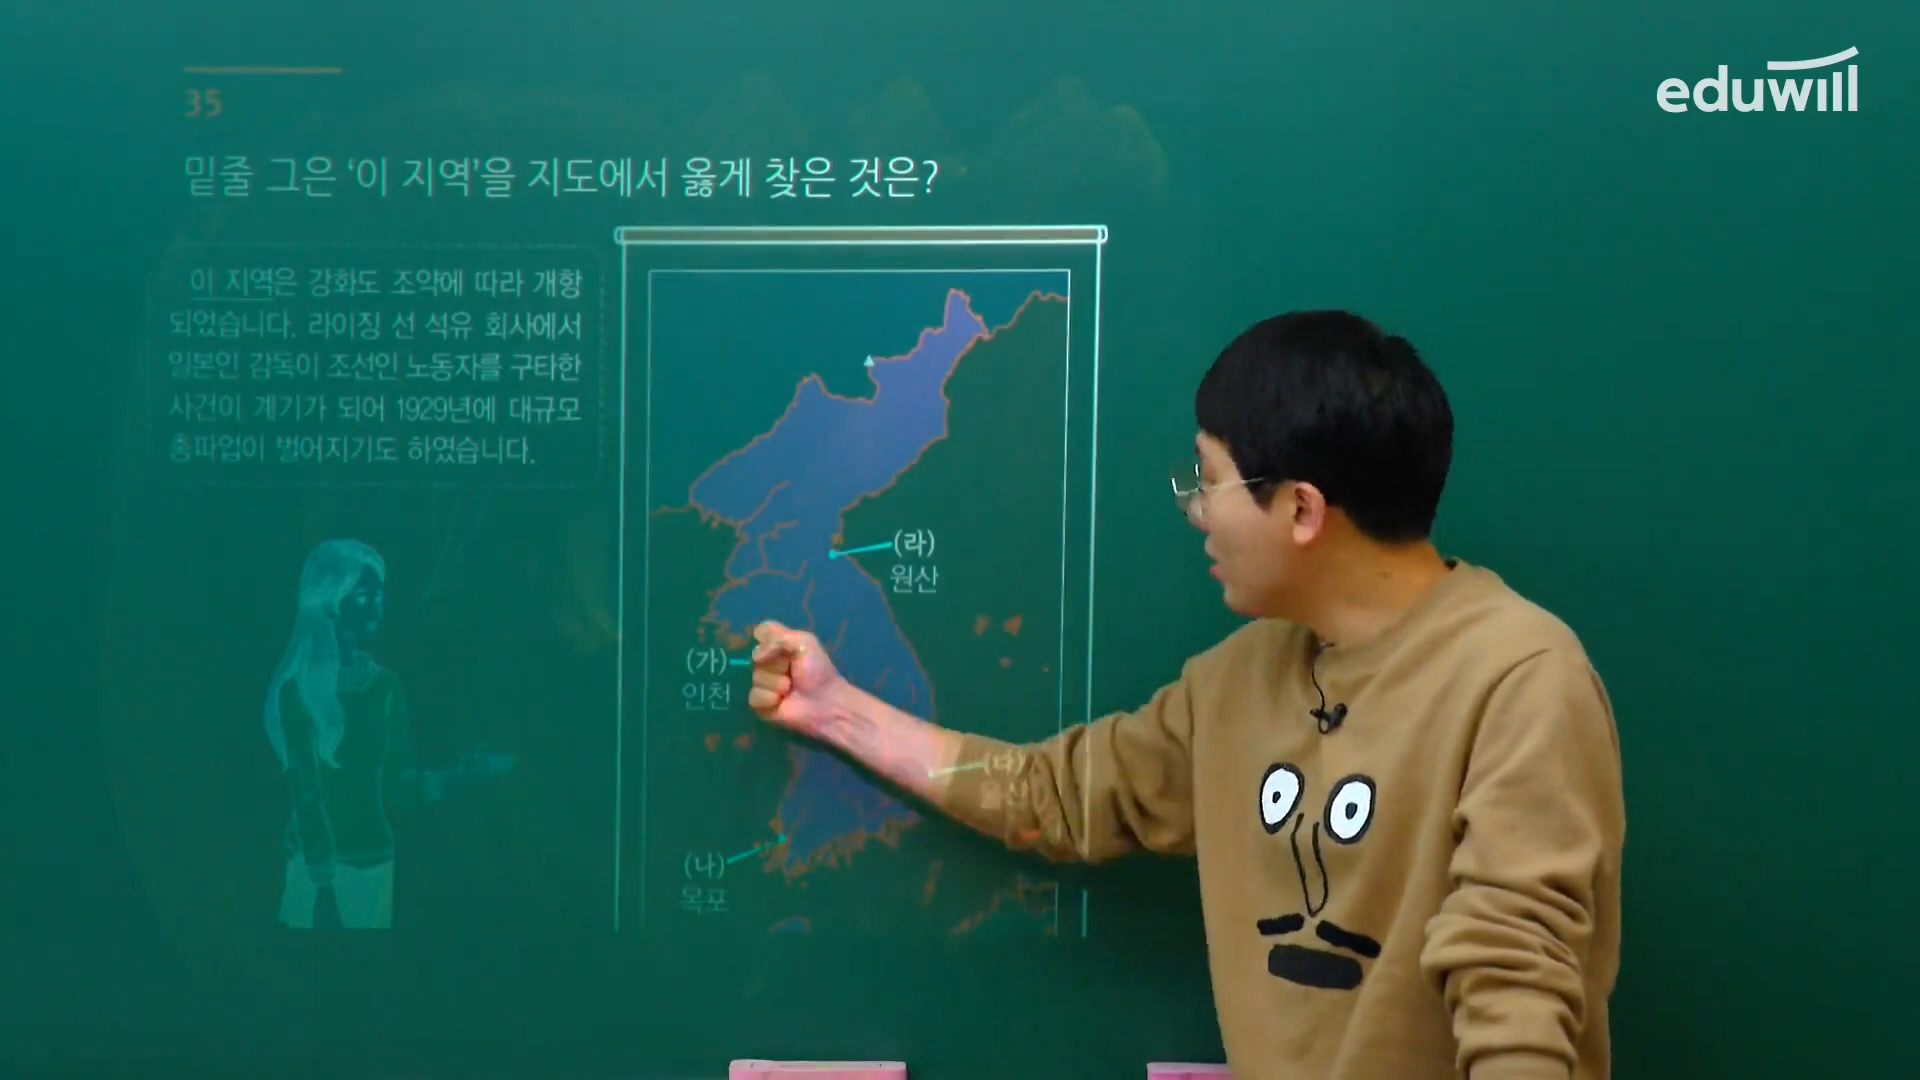 eduwill
35
밑줄 그은 ‘이 지역’을 지도에서 옳게 찾은 것은?
이 지역은 강화도 조약에 따라 개항
되었습니다. 라이징 선 석유 회사에서
일본인 감독이 조선인 노동자를 구타한
사건이 계기가 되어 1929년에 대규모
총파업이 벌어지기도 하였습니다.
(라)
원산
(가)
인천
(다)
울산
(나)
목포